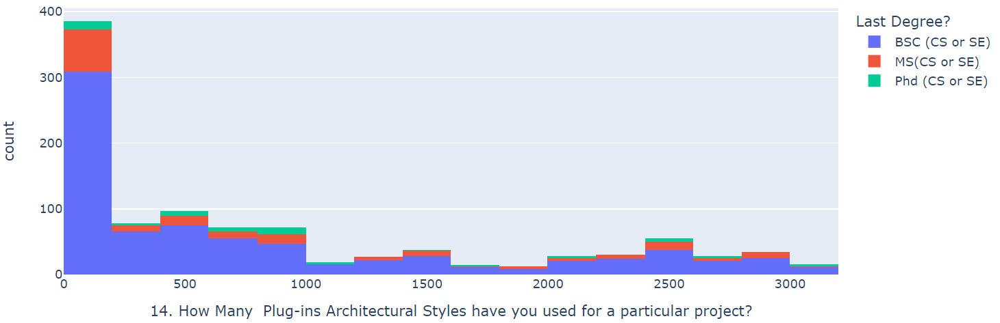 400
300
200
100
0
count
0 500 1000 1500 2000 2500 3000
14. How Many  Plug-ins Architectural Styles have you used for a particular project?
Last Degree?
BSC (CS or SE)
MS(CS or SE)
Phd (CS or SE)